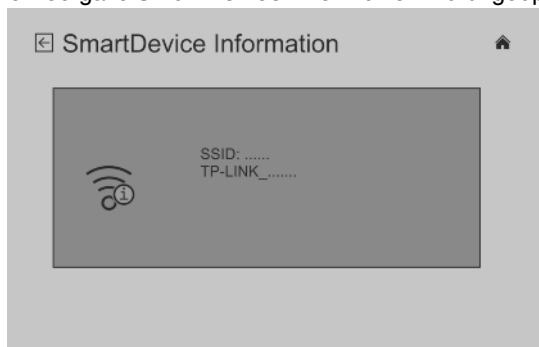 SmartDevice Information
SSID: ......
TP-LINK_.......